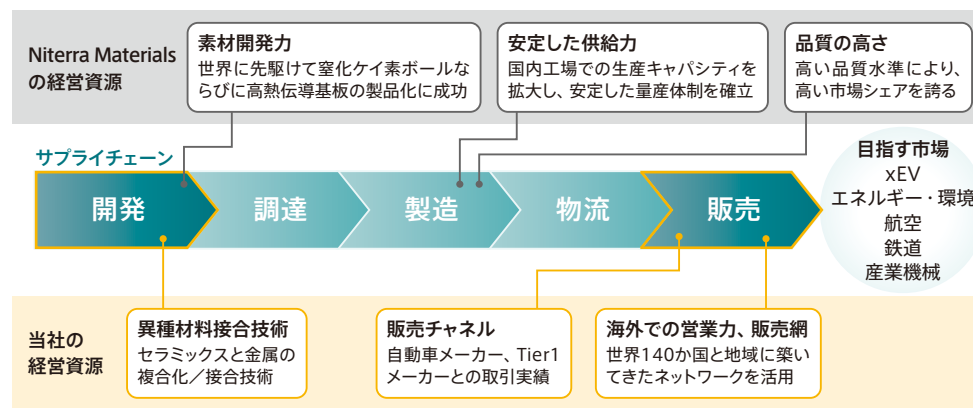 Niterra Materials
の経営資源
素材開発力
世界に先駆けて窒化ケイ素ボールな
らびに高熱伝導基板の製品化に成功
安定した供給力
国内工場での生産キャパシティを
拡大し、安定した量産体制を確立
品質の高さ
高い品質水準により、
高い市場シェアを誇る
サプライチェーン
開発
調達
製造
物流
販売
目指す市場
xEV
エネルギー・環境
航空
鉄道
産業機械
当社の
経営資源
異種材料接合技術
セラミックスと金属の
複合化／接合技術
販売チャネル
自動車メーカー、Tier1
メーカーとの取引実績
海外での営業力、販売網
世界140か国と地域に築い
てきたネットワークを活用